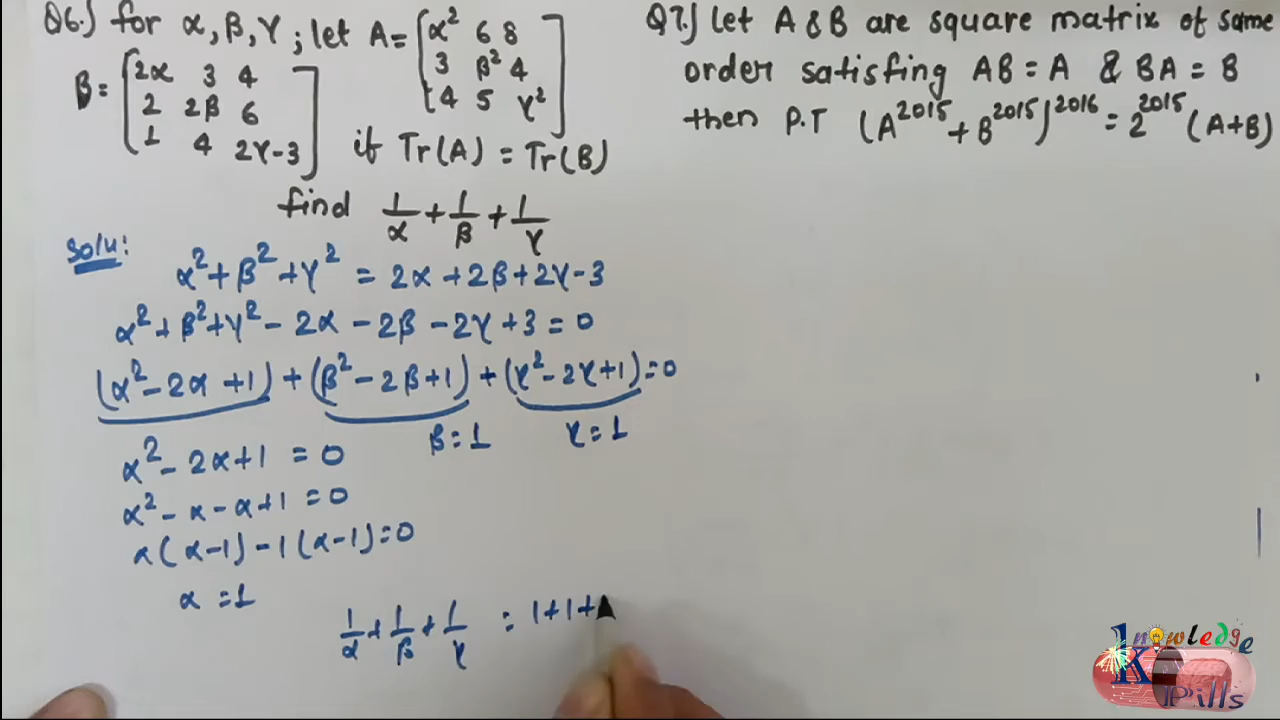 Q6.) for α, β, γ ; let A = [α² 6 8
3 β² 4
4 5 γ²]
B = [2α 3 4
2 2β 6
1 4 2γ-3] if Tr(A) = Tr(B)
find 1/α + 1/β + 1/γ
Solu:
α² + β² + γ² = 2α + 2β + 2γ - 3
α² + β² + γ² - 2α - 2β - 2γ + 3 = 0
(α² - 2α + 1) + (β² - 2β + 1) + (γ² - 2γ + 1) = 0
β = 1 γ = 1
α² - 2α + 1 = 0
α² - α - α + 1 = 0
α(α-1) - 1(α-1) = 0
α = 1
1/α + 1/β + 1/γ = 1+1+
Q7.) Let A & B are square matrix of same
order satisfing AB = A & BA = B
then P.T (A²⁰¹⁵ + B²⁰¹⁵)²⁰¹⁶ = 2²⁰¹⁵ (A+B)
Knowledge
Pills